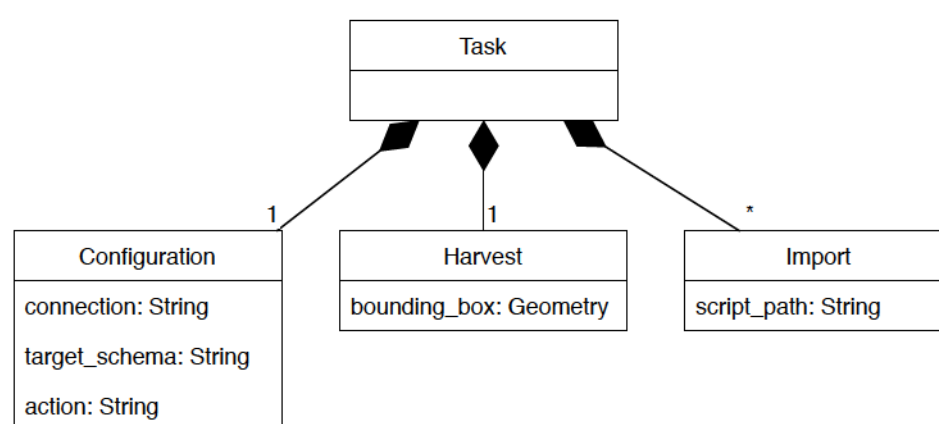 Task
1
1
*
Configuration
Harvest
Import
connection: String
bounding_box: Geometry
script_path: String
target_schema: String
action: String